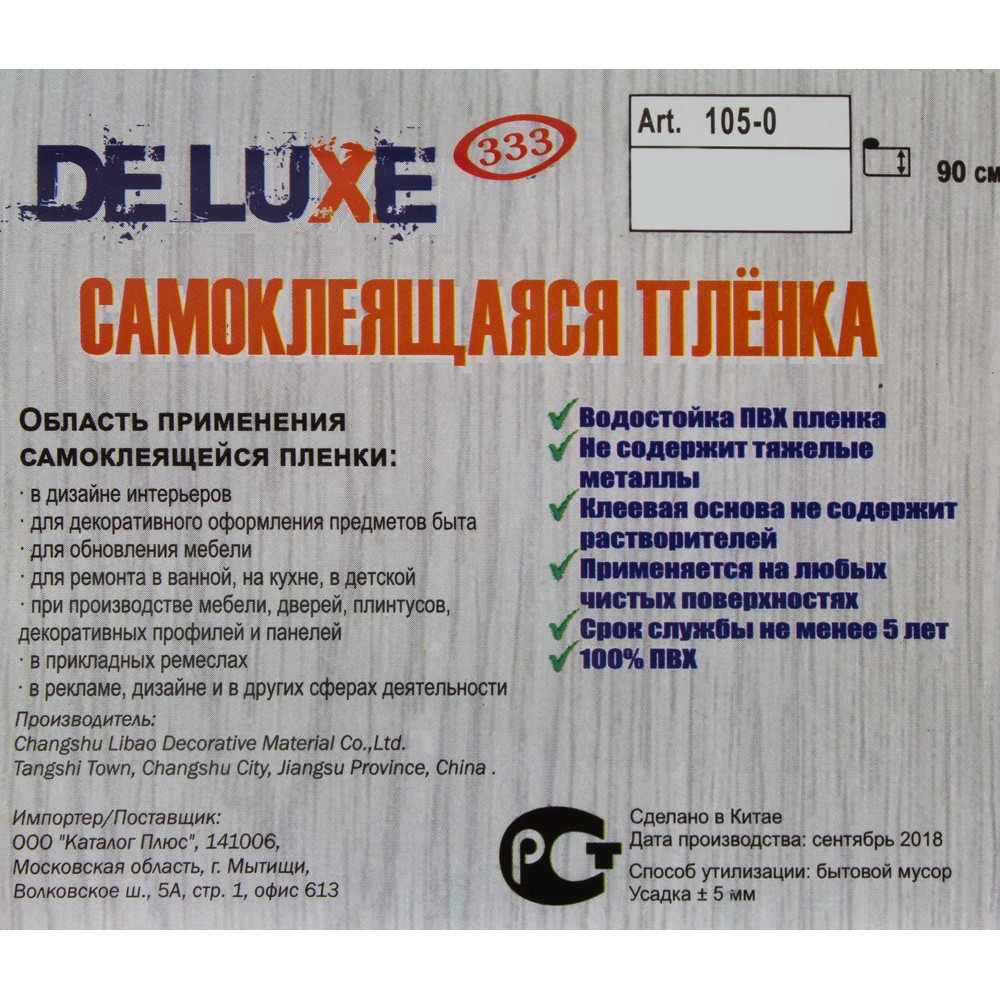 DE LUXE 333
Art. 105-0
90 см
САМОКЛЕЯЩАЯСЯ ПЛЁНКА
ОБЛАСТЬ ПРИМЕНЕНИЯ
САМОКЛЕЯЩЕЙСЯ ПЛЕНКИ:
· в дизайне интерьеров
· для декоративного оформления предметов быта
· для обновления мебели
· для ремонта в ванной, на кухне, в детской
· при производстве мебели, дверей, плинтусов,
декоративных профилей и панелей
· в прикладных ремеслах
· в рекламе, дизайне и в других сферах деятельности
Водостойка ПВХ пленка
Не содержит тяжелые
металлы
Клеевая основа не содержит
растворителей
Применяется на любых
чистых поверхностях
Срок службы не менее 5 лет
100% ПВХ
Производитель:
Changshu Libao Decorative Material Co.,Ltd.
Tangshi Town, Changshu City, Jiangsu Province, China .
Импортер/Поставщик:
ООО "Каталог Плюс", 141006,
Московская область, г. Мытищи,
Волковское ш., 5А, стр. 1, офис 613
РСТ
Сделано в Китае
Дата производства: сентябрь 2018
Способ утилизации: бытовой мусор
Усадка ± 5 мм